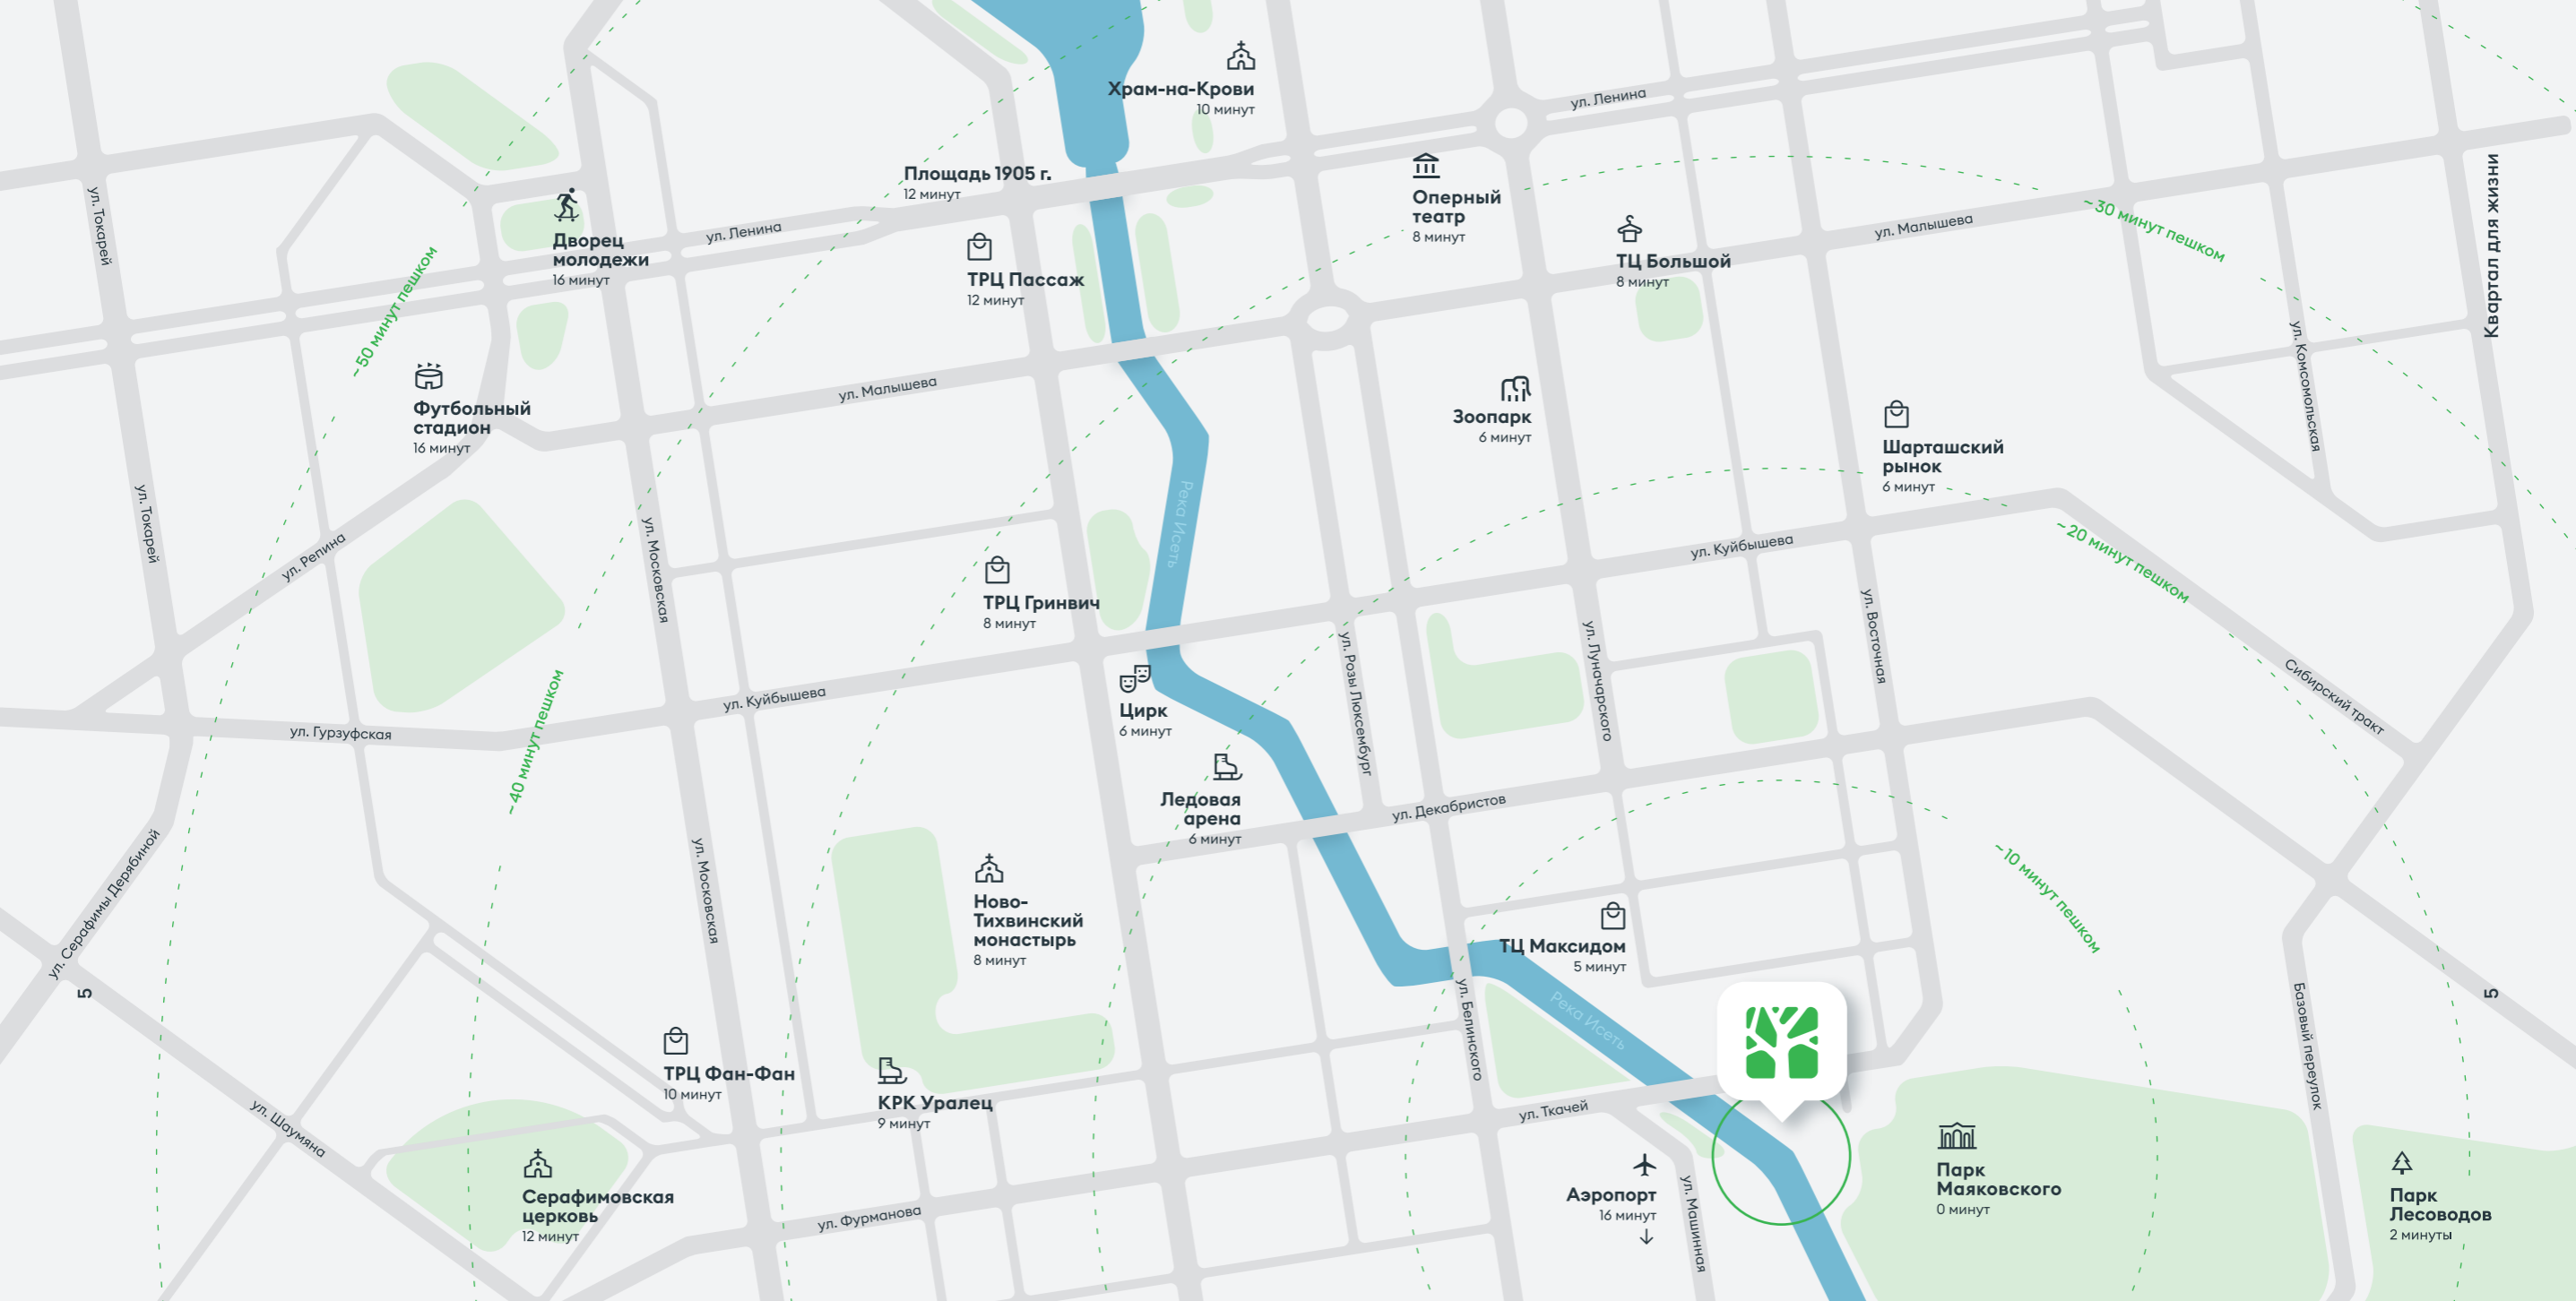 Храм-на-Крови
10 минут
ул. Ленина
Площадь 1905 г.
12 минут
Оперный
театр
8 минут
ул. Токарей
Дворец
молодежи
16 минут
ул. Ленина
ТРЦ Пассаж
12 минут
ТЦ Большой
8 минут
ул. Малышева
~ 30 минут пешком
Квартал для жизни
~ 50 минут пешком
Футбольный
стадион
16 минут
ул. Малышева
Зоопарк
6 минут
Шарташский
рынок
6 минут
ул. Комсомольская
ул. Токарей
ул. Репина
ул. Московская
Река Исеть
ТРЦ Гринвич
8 минут
ул. Куйбышева
~ 20 минут пешком
ул. Гурзуфская
~ 40 минут пешком
ул. Куйбышева
Цирк
6 минут
ул. Розы Люксембург
ул. Луначарского
ул. Восточная
Сибирский тракт
Ледовая
арена
6 минут
ул. Декабристов
ул. Серафимы Дерябиной
ул. Московская
Ново-
Тихвинский
монастырь
8 минут
ТЦ Максидом
5 минут
~ 10 минут пешком
5
5
ул. Белинского
Река Исеть
Базовый переулок
ТРЦ Фан-Фан
10 минут
КРК Уралец
9 минут
ул. Шаумяна
ул. Ткачей
Серафимовская
церковь
12 минут
ул. Фурманова
Аэропорт
16 минут
↓
ул. Машинная
Парк
Маяковского
0 минут
Парк
Лесоводов
2 минуты